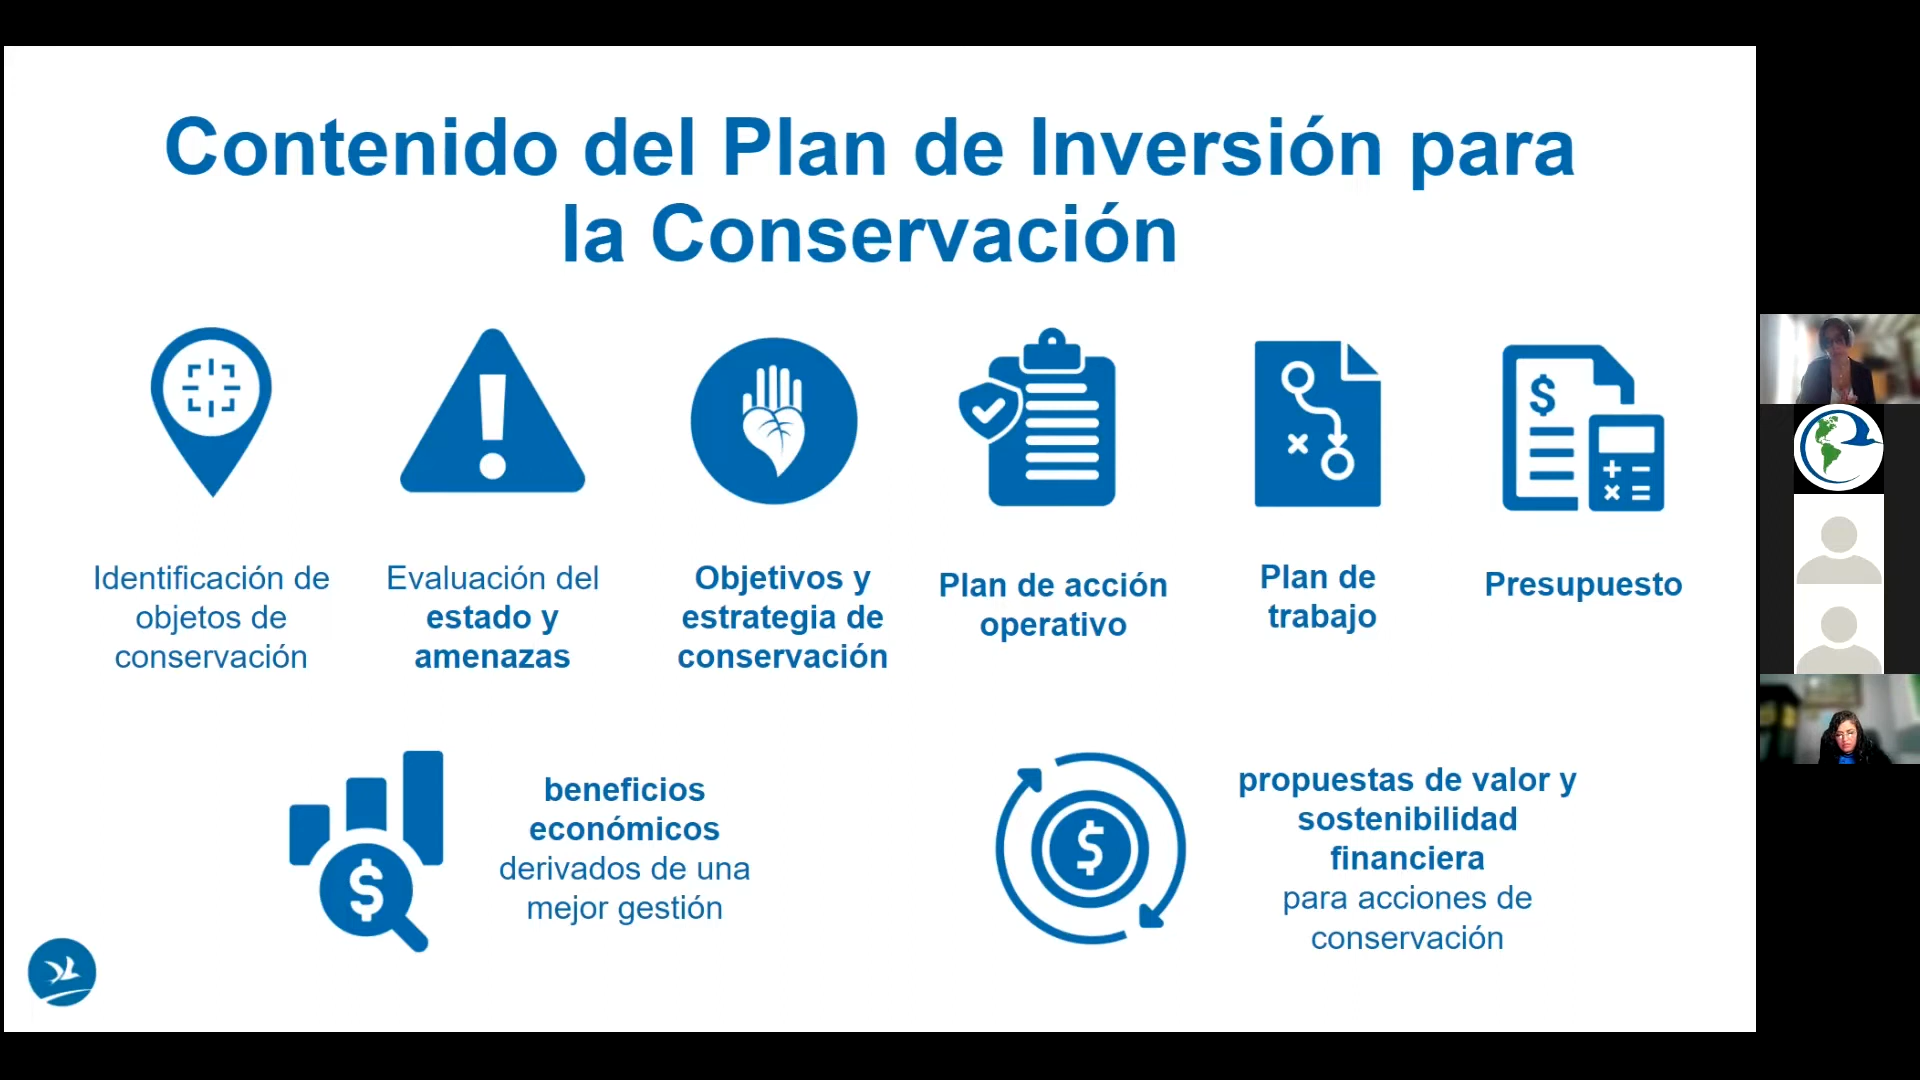 Contenido del Plan de Inversión para
la Conservación
Identificación de
objetos de
conservación
Evaluación del
estado y
amenazas
Objetivos y
estrategia de
conservación
Plan de acción
operativo
Plan de
trabajo
Presupuesto
beneficios
económicos
derivados de una
mejor gestión
propuestas de valor y
sostenibilidad
financiera
para acciones de
conservación